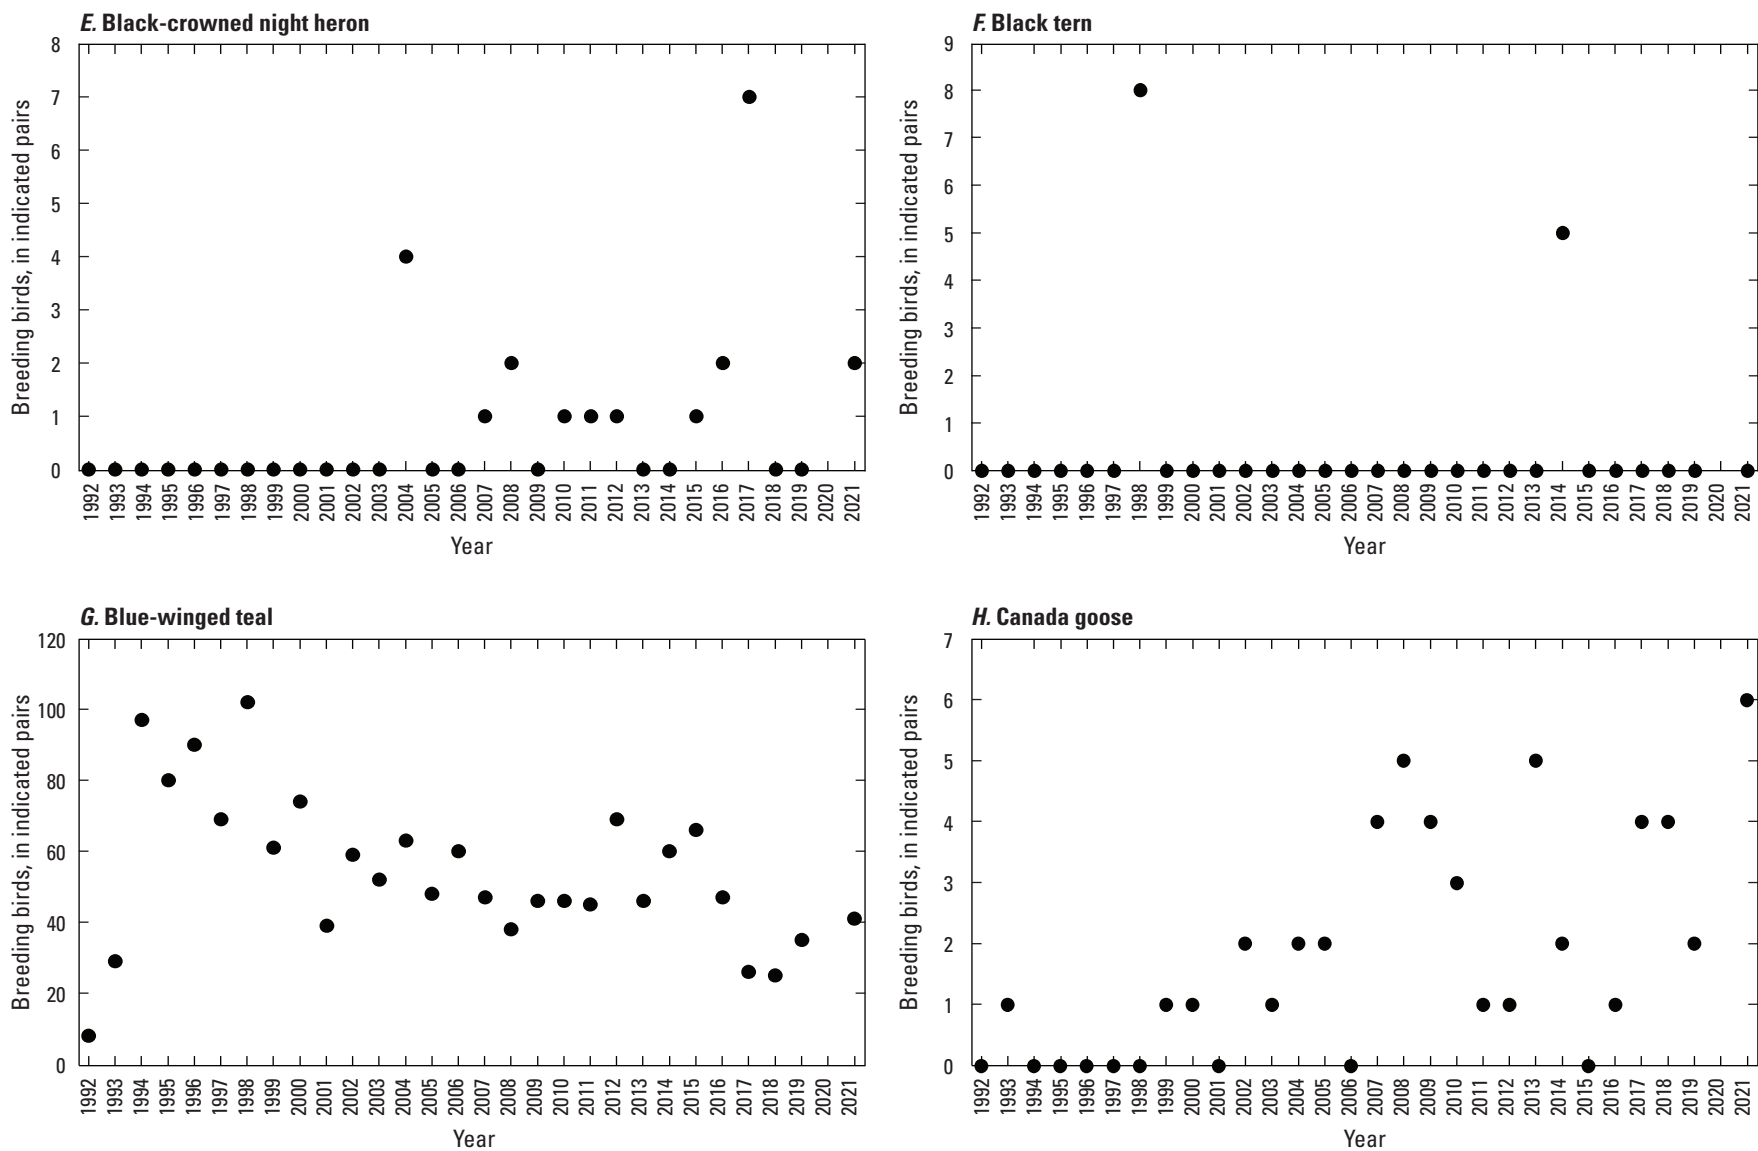 E. Black-crowned night heron
8
7
6
5
4
3
2
1
0
Breeding birds, in indicated pairs
1992 1993 1994 1995 1996 1997 1998 1999 2000 2001 2002 2003 2004 2005 2006 2007 2008 2009 2010 2011 2012 2013 2014 2015 2016 2017 2018 2019 2020 2021
Year
F. Black tern
9
8
7
6
5
4
3
2
1
0
Breeding birds, in indicated pairs
1992 1993 1994 1995 1996 1997 1998 1999 2000 2001 2002 2003 2004 2005 2006 2007 2008 2009 2010 2011 2012 2013 2014 2015 2016 2017 2018 2019 2020 2021
Year
G. Blue-winged teal
120
100
80
60
40
20
0
Breeding birds, in indicated pairs
1992 1993 1994 1995 1996 1997 1998 1999 2000 2001 2002 2003 2004 2005 2006 2007 2008 2009 2010 2011 2012 2013 2014 2015 2016 2017 2018 2019 2020 2021
Year
H. Canada goose
7
6
5
4
3
2
1
0
Breeding birds, in indicated pairs
1992 1993 1994 1995 1996 1997 1998 1999 2000 2001 2002 2003 2004 2005 2006 2007 2008 2009 2010 2011 2012 2013 2014 2015 2016 2017 2018 2019 2020 2021
Year